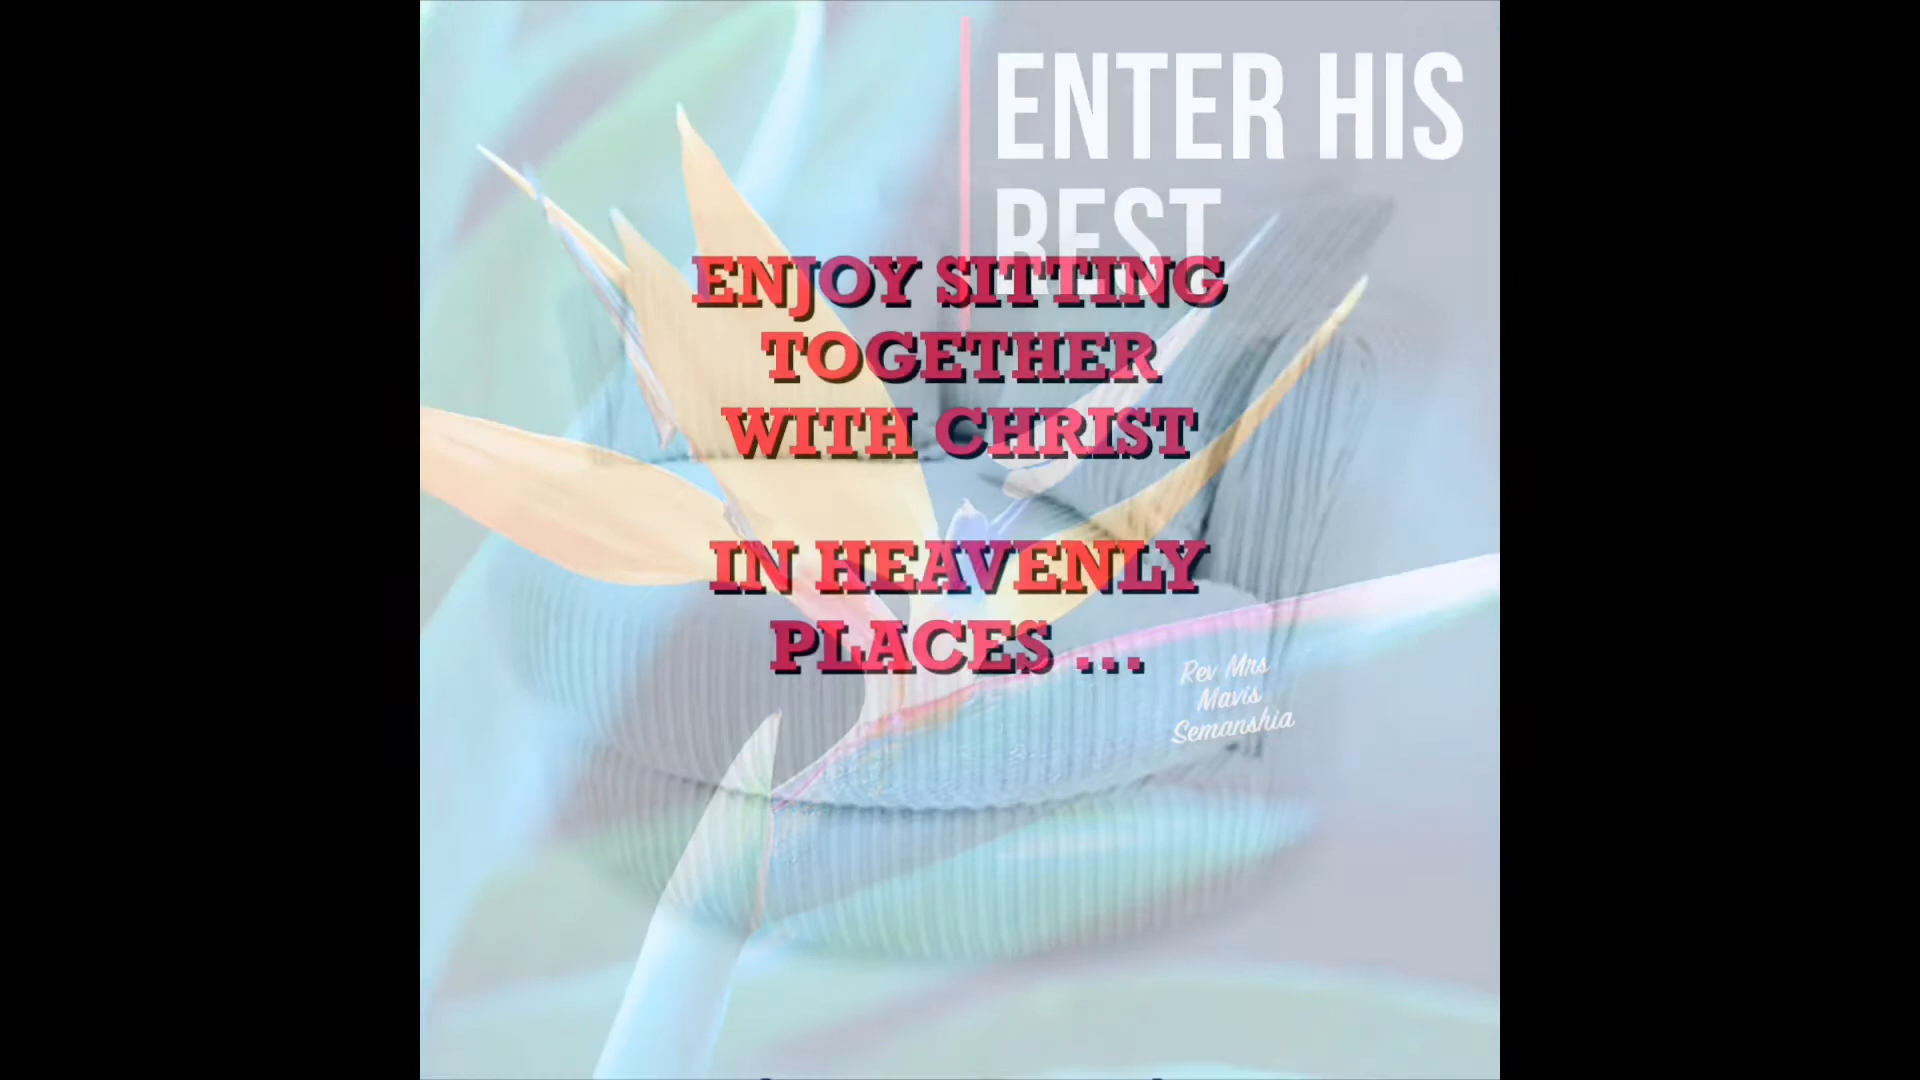 ENTER HIS
REST
ENJOY SITTING
TOGETHER
WITH CHRIST
IN HEAVENLY
PLACES ...
Rev Mrs
Mavis
Semanshia